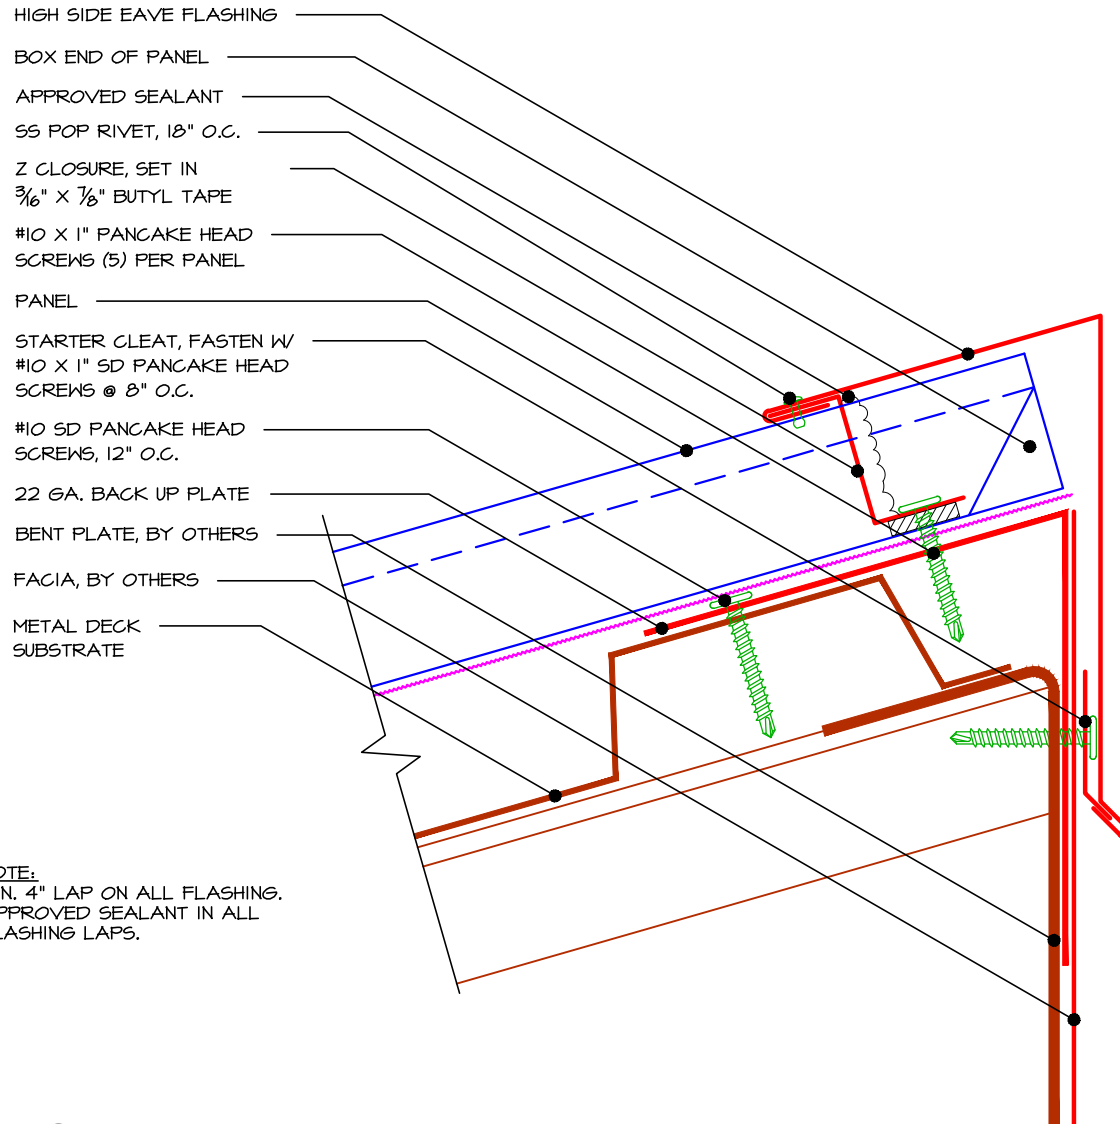 HIGH SIDE EAVE FLASHING
BOX END OF PANEL
APPROVED SEALANT
SS POP RIVET, 18" O.C.
Z CLOSURE, SET IN
3/16" X 7/8" BUTYL TAPE
#10 X 1" PANCAKE HEAD
SCREWS (5) PER PANEL
PANEL
STARTER CLEAT, FASTEN W/
#10 X 1" SD PANCAKE HEAD
SCREWS @ 8" O.C.
#10 SD PANCAKE HEAD
SCREWS, 12" O.C.
22 GA. BACK UP PLATE
BENT PLATE, BY OTHERS
FACIA, BY OTHERS
METAL DECK
SUBSTRATE
OTE:
N. 4" LAP ON ALL FLASHING.
PPROVED SEALANT IN ALL
LASHING LAPS.